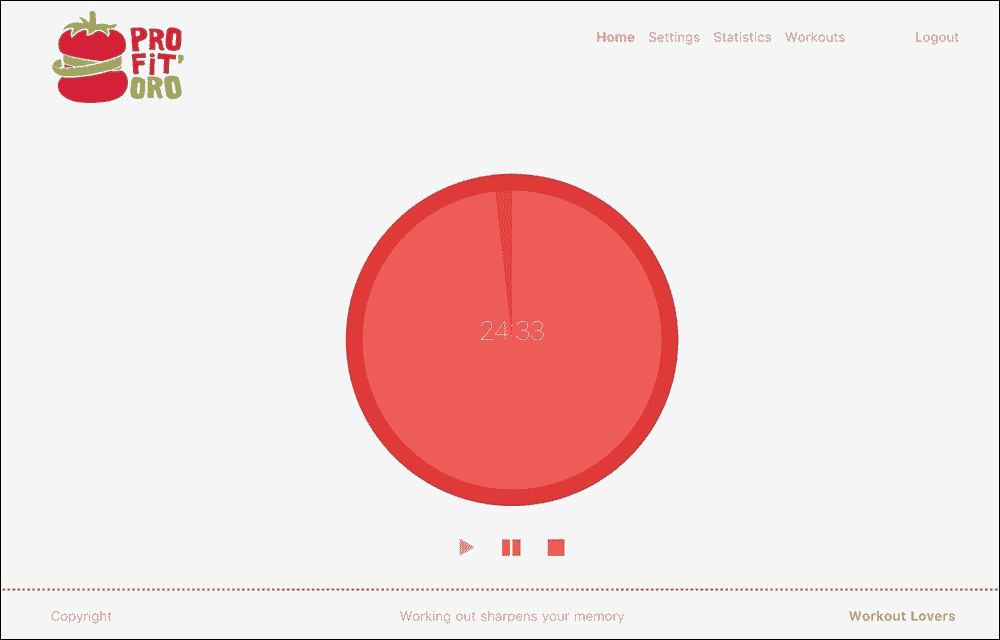 PRO
FiT'
ORO
Home Settings Statistics Workouts Logout
24:33
Copyright Working out sharpens your memory Workout Lovers